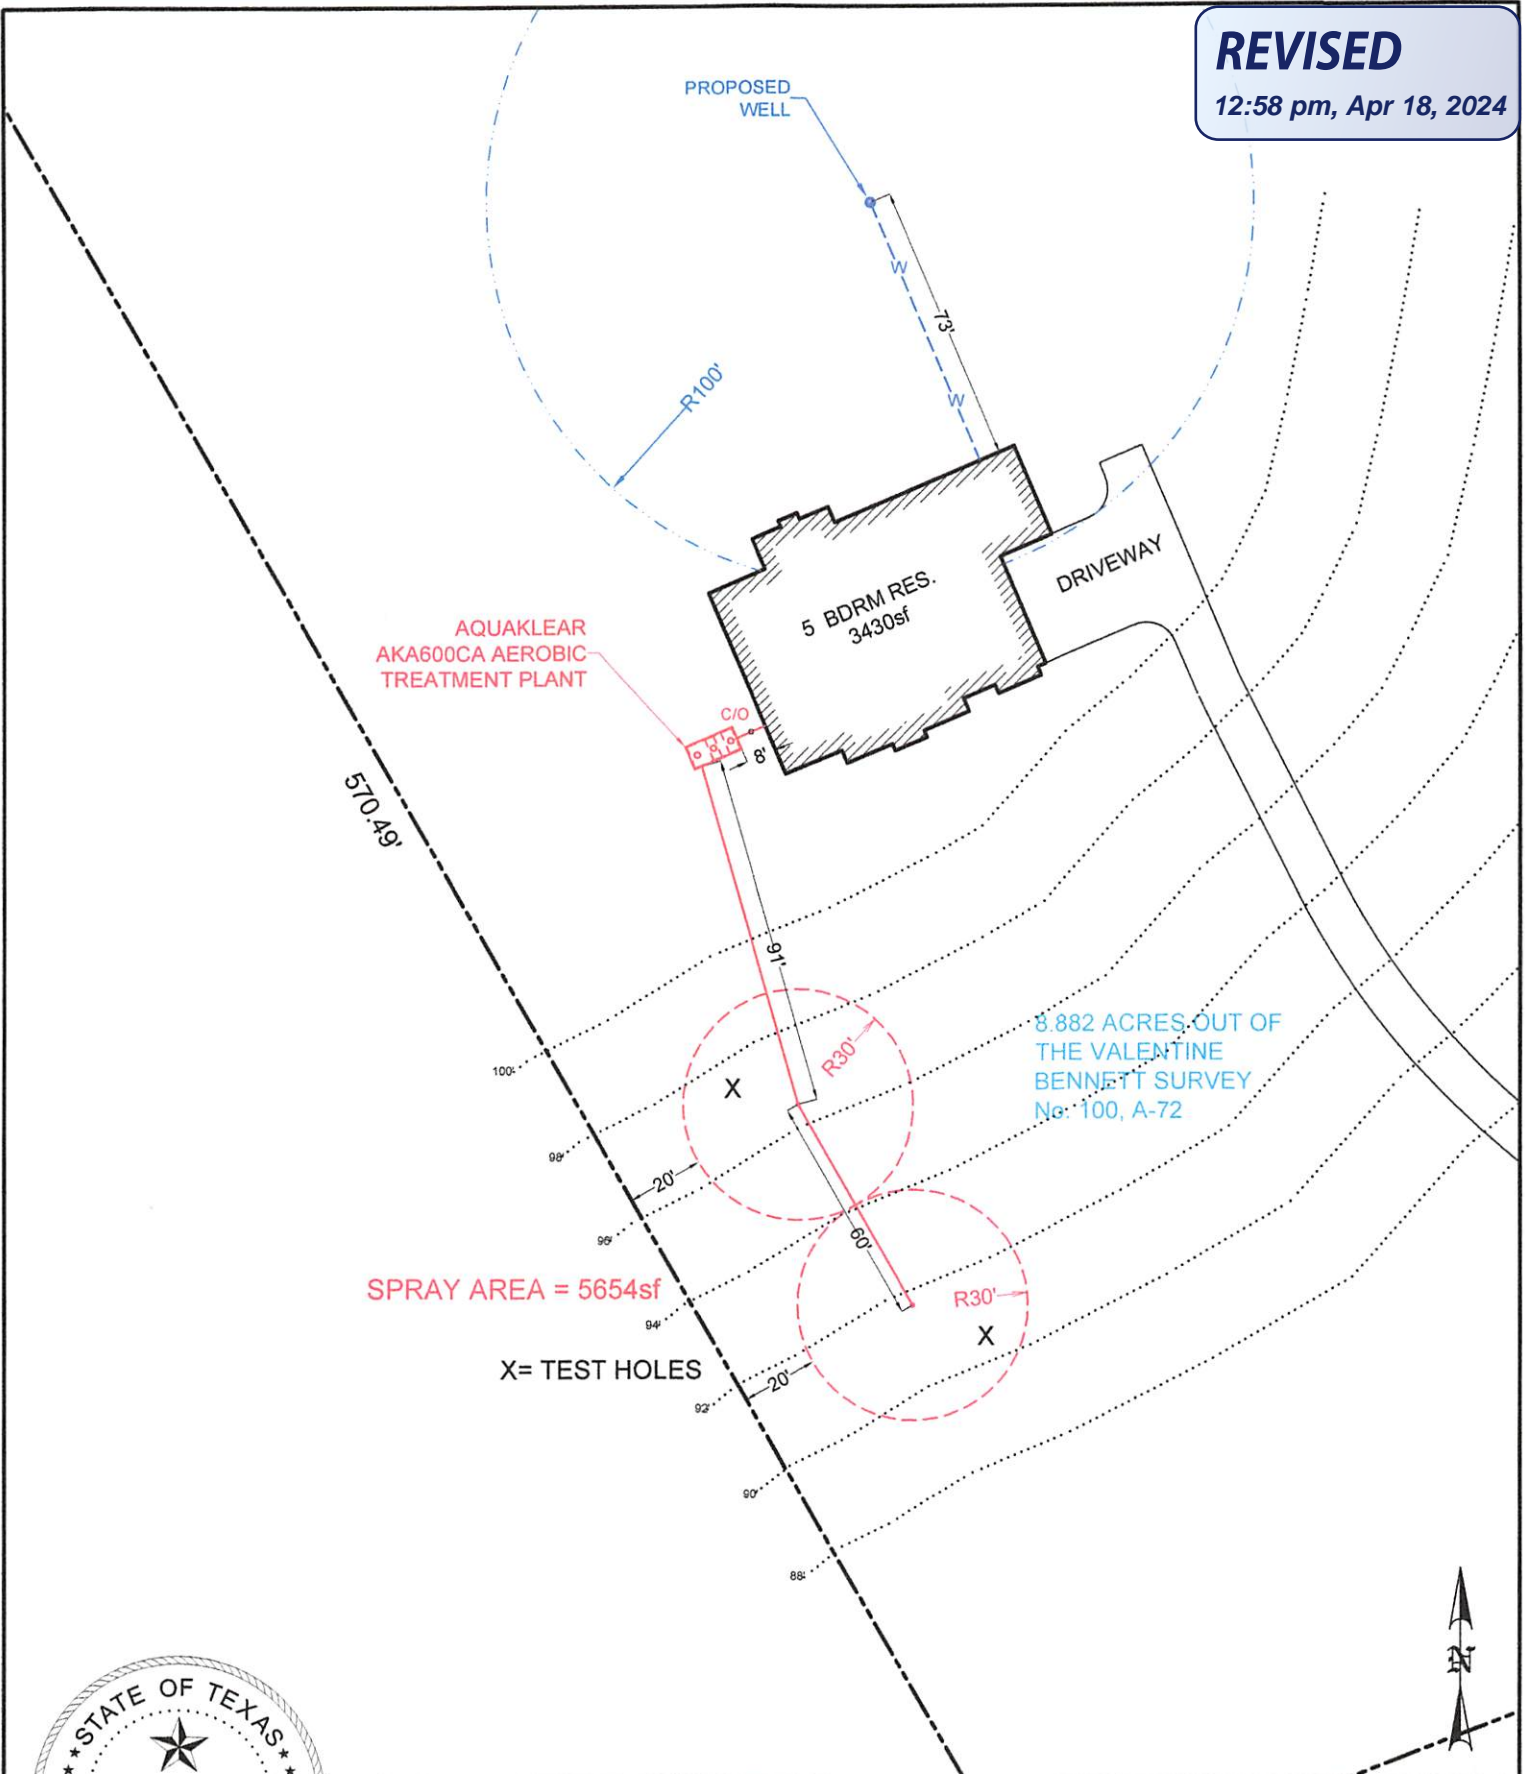 REVISED
12:58 pm, Apr 18, 2024
PROPOSED
WELL
W
73'
W
R100'
5 BDRM RES.
3430sf
DRIVEWAY
AQUAKLEAR
AKA600CA AEROBIC
TREATMENT PLANT
C/O
8'
570.49'
91'
8.882 ACRES OUT OF
THE VALENTINE
BENNETT SURVEY
No. 100, A-72
R30'
100'
X
98'
20'
96'
60'
SPRAY AREA = 5654sf
R30'
94'
X
X= TEST HOLES
20'
92'
90'
88'
N
STATE OF TEXAS